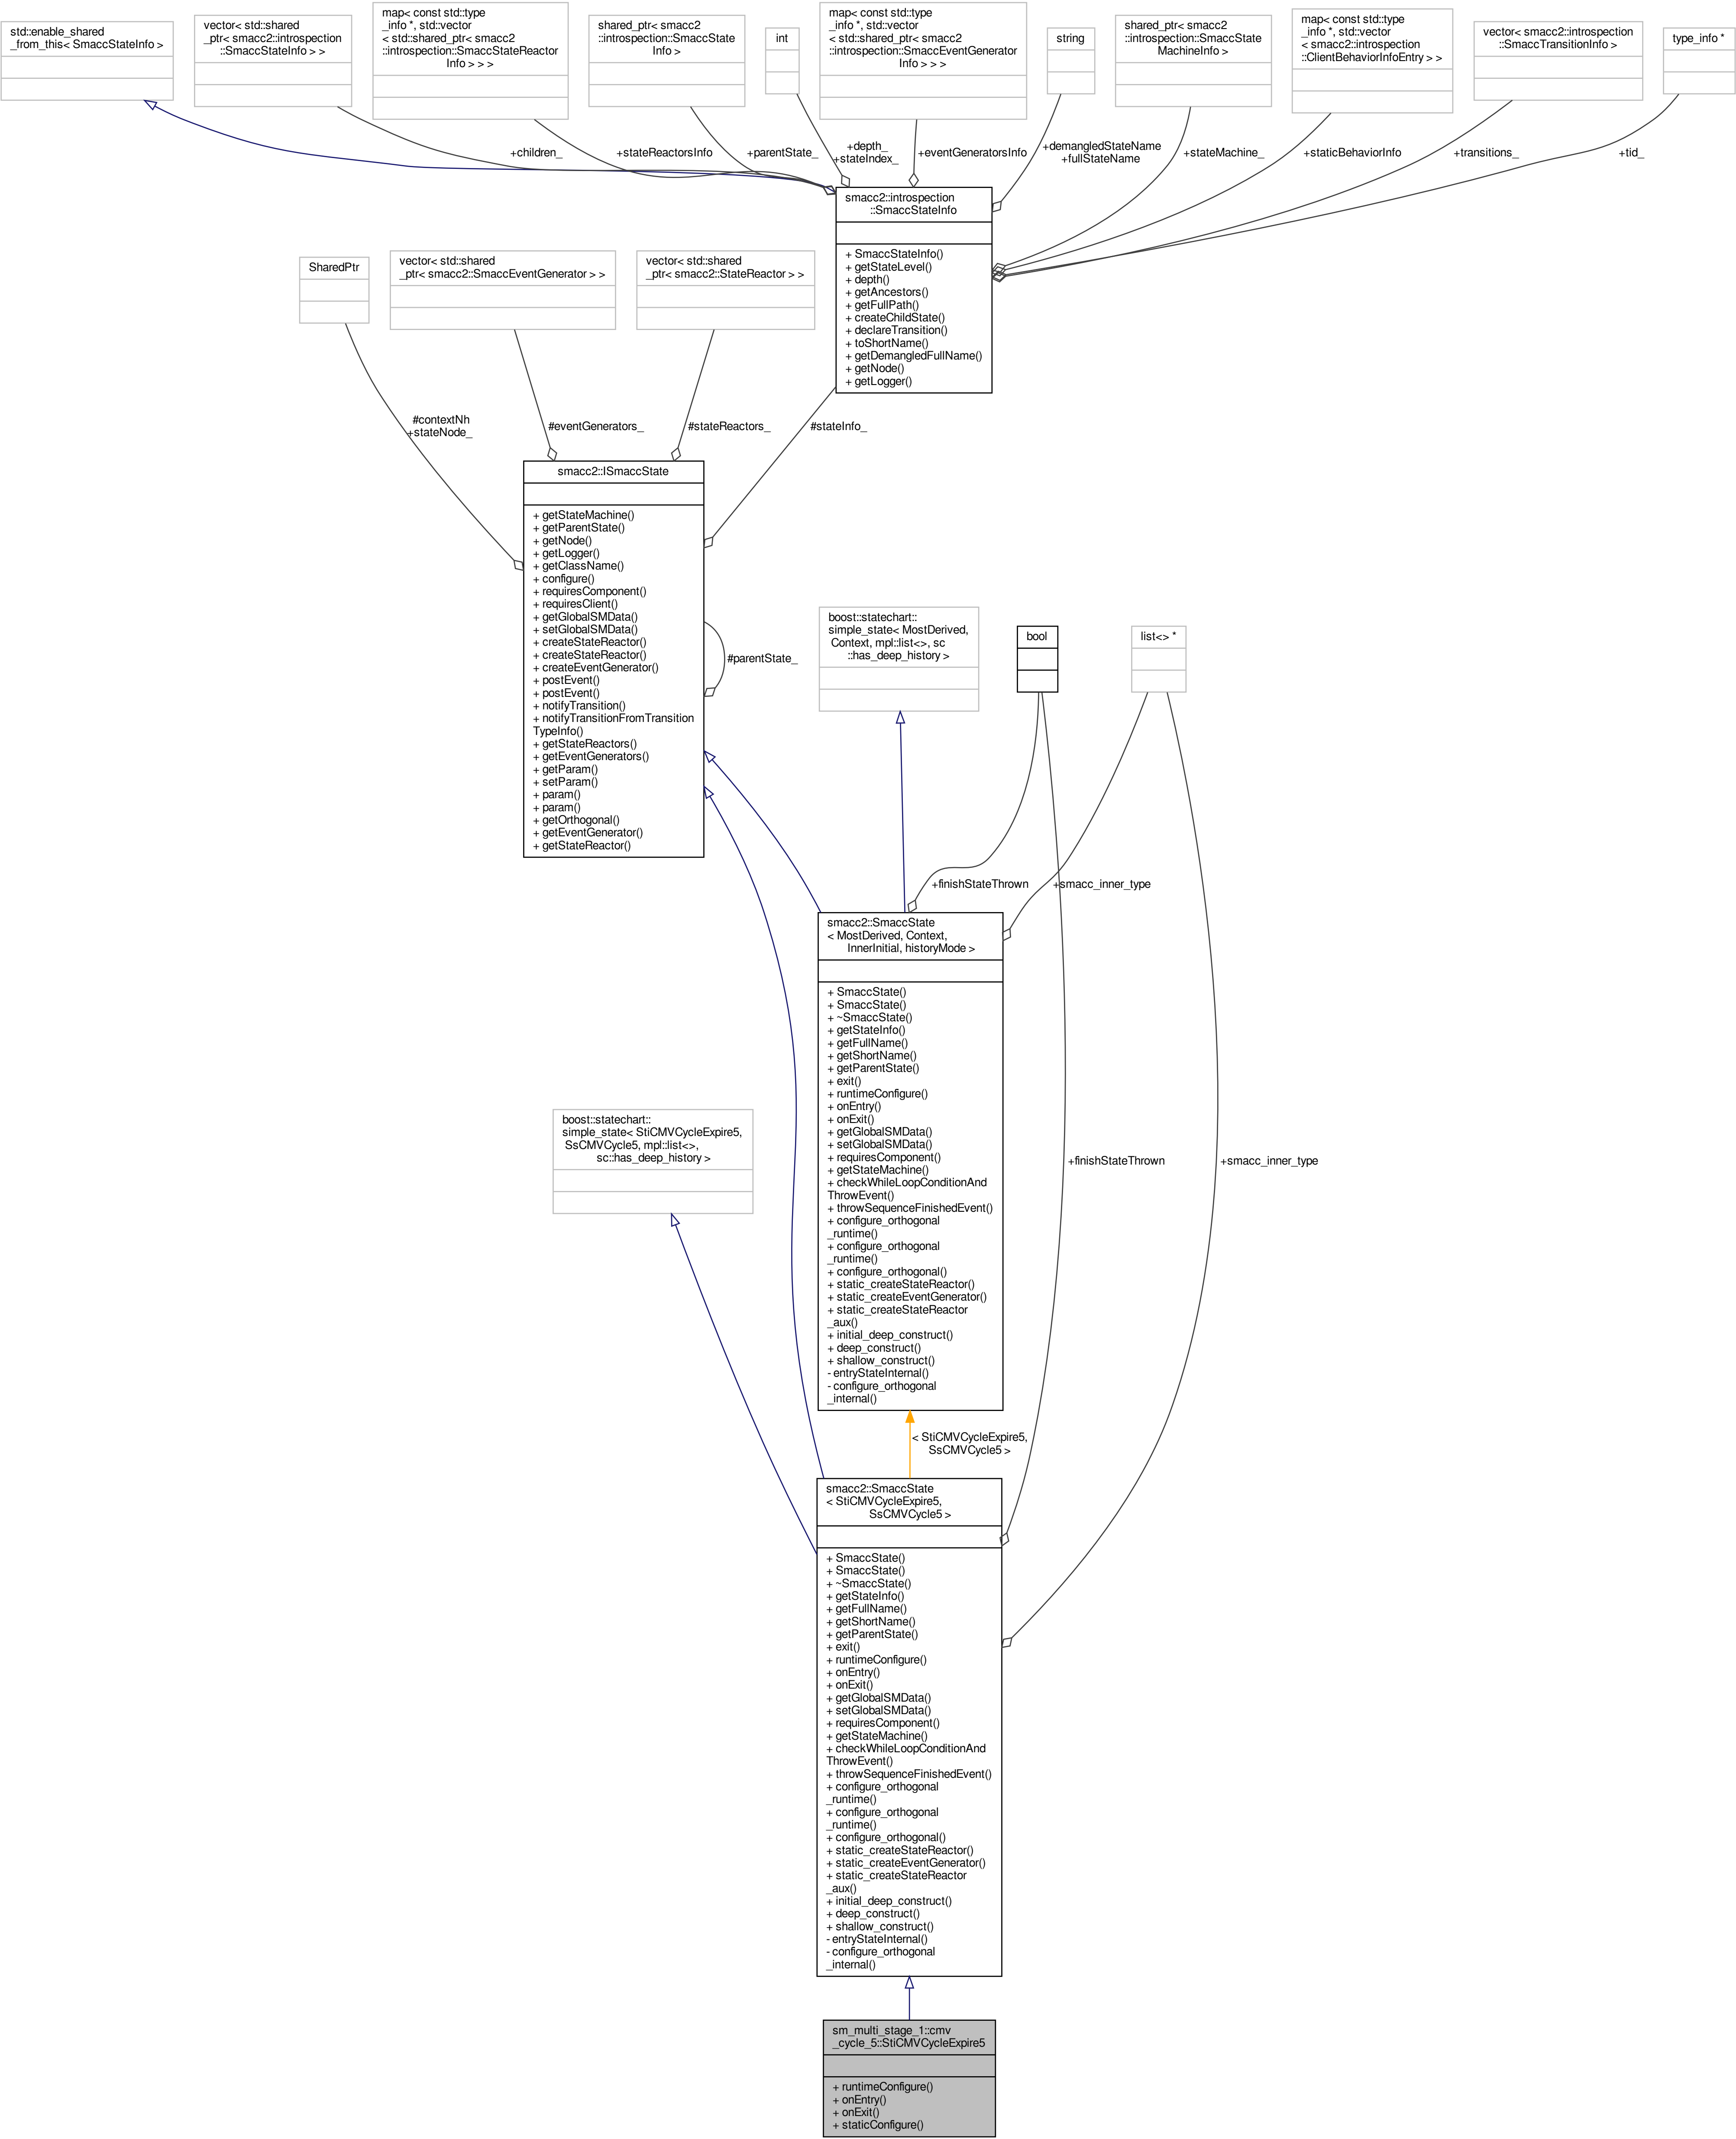 std::enable_shared
_from_this< SmaccStateInfo >
vector< std::shared
_ptr< smacc2::introspection
::SmaccStateInfo > >
map< const std::type
_info *, std::vector
< std::shared_ptr< smacc2
::introspection::SmaccStateReactor
Info > > >
shared_ptr< smacc2
::introspection::SmaccState
Info >
int
map< const std::type
_info *, std::vector
< std::shared_ptr< smacc2
::introspection::SmaccEventGenerator
Info > > >
string
shared_ptr< smacc2
::introspection::SmaccState
MachineInfo >
map< const std::type
_info *, std::vector
< smacc2::introspection
::ClientBehaviorInfoEntry > >
vector< smacc2::introspection
::SmaccTransitionInfo >
type_info *
+children_
+stateReactorsInfo
+parentState_
+depth_
+stateIndex_
+eventGeneratorsInfo
+demangledStateName
+fullStateName
+stateMachine_
+staticBehaviorInfo
+transitions_
+tid_
smacc2::introspection
::SmaccStateInfo
+ SmaccStateInfo()
+ getStateLevel()
+ depth()
+ getAncestors()
+ getFullPath()
+ createChildState()
+ declareTransition()
+ toShortName()
+ getDemangledFullName()
+ getNode()
+ getLogger()
SharedPtr
vector< std::shared
_ptr< smacc2::SmaccEventGenerator > >
vector< std::shared
_ptr< smacc2::StateReactor > >
#contextNh
+stateNode_
#eventGenerators_
#stateReactors_
#stateInfo_
smacc2::ISmaccState
+ getStateMachine()
+ getParentState()
+ getNode()
+ getLogger()
+ getClassName()
+ configure()
+ requiresComponent()
+ requiresClient()
+ getGlobalSMData()
+ setGlobalSMData()
+ createStateReactor()
+ createStateReactor()
+ createEventGenerator()
+ postEvent()
+ postEvent()
+ notifyTransition()
+ notifyTransitionFromTransition
TypeInfo()
+ getStateReactors()
+ getEventGenerators()
+ getParam()
+ setParam()
+ param()
+ param()
+ getOrthogonal()
+ getEventGenerator()
+ getStateReactor()
#parentState_
boost::statechart::
simple_state< MostDerived,
Context, mpl::list<>, sc
::has_deep_history >
bool
list<> *
+finishStateThrown
+smacc_inner_type
smacc2::SmaccState
< MostDerived, Context,
InnerInitial, historyMode >
+ SmaccState()
+ SmaccState()
+ ~SmaccState()
+ getStateInfo()
+ getFullName()
+ getShortName()
+ getParentState()
+ exit()
+ runtimeConfigure()
+ onEntry()
+ onExit()
+ getGlobalSMData()
+ setGlobalSMData()
+ requiresComponent()
+ getStateMachine()
+ checkWhileLoopConditionAnd
ThrowEvent()
+ throwSequenceFinishedEvent()
+ configure_orthogonal
_runtime()
+ configure_orthogonal
_runtime()
+ configure_orthogonal()
+ static_createStateReactor()
+ static_createEventGenerator()
+ static_createStateReactor
_aux()
+ initial_deep_construct()
+ deep_construct()
+ shallow_construct()
- entryStateInternal()
- configure_orthogonal
_internal()
boost::statechart::
simple_state< StiCMVCycleExpire5,
SsCMVCycle5, mpl::list<>,
sc::has_deep_history >
+finishStateThrown
+smacc_inner_type
< StiCMVCycleExpire5,
SsCMVCycle5 >
smacc2::SmaccState
< StiCMVCycleExpire5,
SsCMVCycle5 >
+ SmaccState()
+ SmaccState()
+ ~SmaccState()
+ getStateInfo()
+ getFullName()
+ getShortName()
+ getParentState()
+ exit()
+ runtimeConfigure()
+ onEntry()
+ onExit()
+ getGlobalSMData()
+ setGlobalSMData()
+ requiresComponent()
+ getStateMachine()
+ checkWhileLoopConditionAnd
ThrowEvent()
+ throwSequenceFinishedEvent()
+ configure_orthogonal
_runtime()
+ configure_orthogonal
_runtime()
+ configure_orthogonal()
+ static_createStateReactor()
+ static_createEventGenerator()
+ static_createStateReactor
_aux()
+ initial_deep_construct()
+ deep_construct()
+ shallow_construct()
- entryStateInternal()
- configure_orthogonal
_internal()
sm_multi_stage_1::cmv
_cycle_5::StiCMVCycleExpire5
+ runtimeConfigure()
+ onEntry()
+ onExit()
+ staticConfigure()